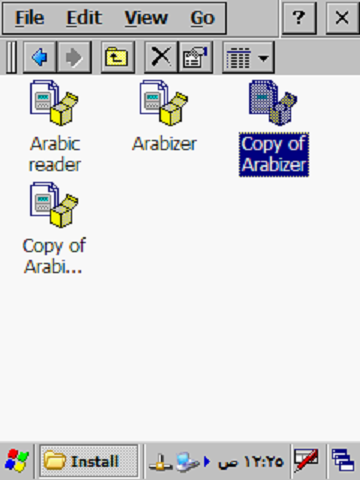 File Edit View Go ? ×
Arabic
reader
Arabizer
Copy of
Arabizer
Copy of
Arabi...
Install
١٢:٢٥ ص